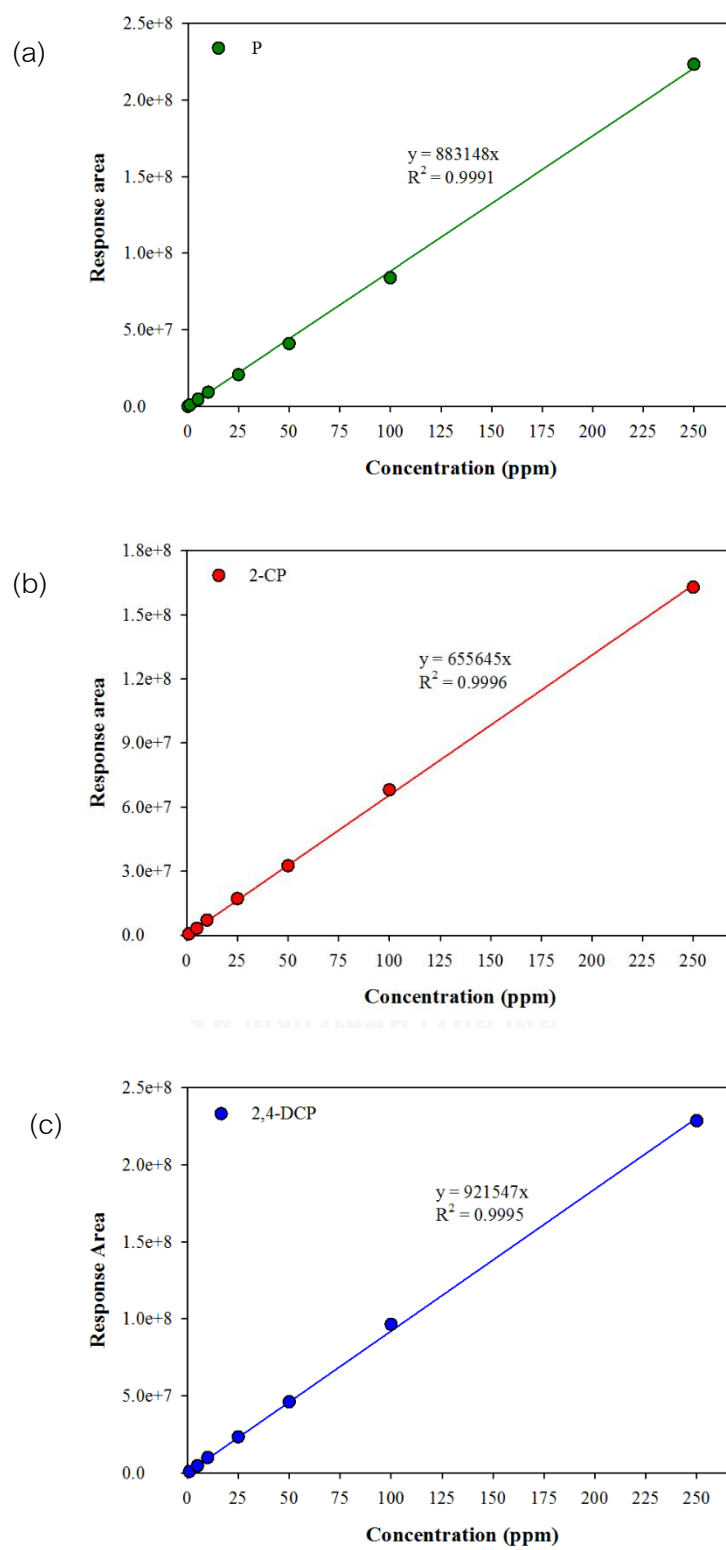 (a)
P
2.5e+8
2.0e+8
1.5e+8
1.0e+8
5.0e+7
0.0
Response area
y = 883148x
R² = 0.9991
0 25 50 75 100 125 150 175 200 225 250
Concentration (ppm)
(b)
2-CP
1.8e+8
1.5e+8
1.2e+8
9.0e+7
6.0e+7
3.0e+7
0.0
Response area
y = 655645x
R² = 0.9996
0 25 50 75 100 125 150 175 200 225 250
Concentration (ppm)
(c)
2,4-DCP
2.5e+8
2.0e+8
1.5e+8
1.0e+8
5.0e+7
0.0
Response Area
y = 921547x
R² = 0.9995
0 25 50 75 100 125 150 175 200 225 250
Concentration (ppm)